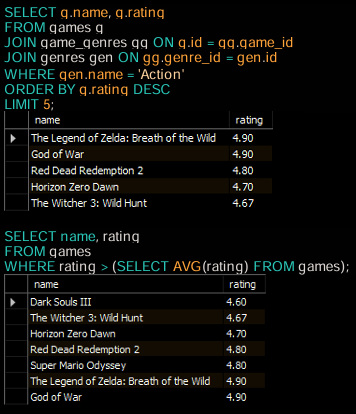 SELECT g.name, g.rating
FROM games g
JOIN game_genres gg ON g.id = gg.game_id
JOIN genres gen ON gg.genre_id = gen.id
WHERE gen.name = 'Action'
ORDER BY g.rating DESC
LIMIT 5;
name rating
The Legend of Zelda: Breath of the Wild 4.90
God of War 4.90
Red Dead Redemption 2 4.80
Horizon Zero Dawn 4.70
The Witcher 3: Wild Hunt 4.67
SELECT name, rating
FROM games
WHERE rating > (SELECT AVG(rating) FROM games);
name rating
Dark Souls III 4.60
The Witcher 3: Wild Hunt 4.67
Horizon Zero Dawn 4.70
Red Dead Redemption 2 4.80
Super Mario Odyssey 4.80
The Legend of Zelda: Breath of the Wild 4.90
God of War 4.90